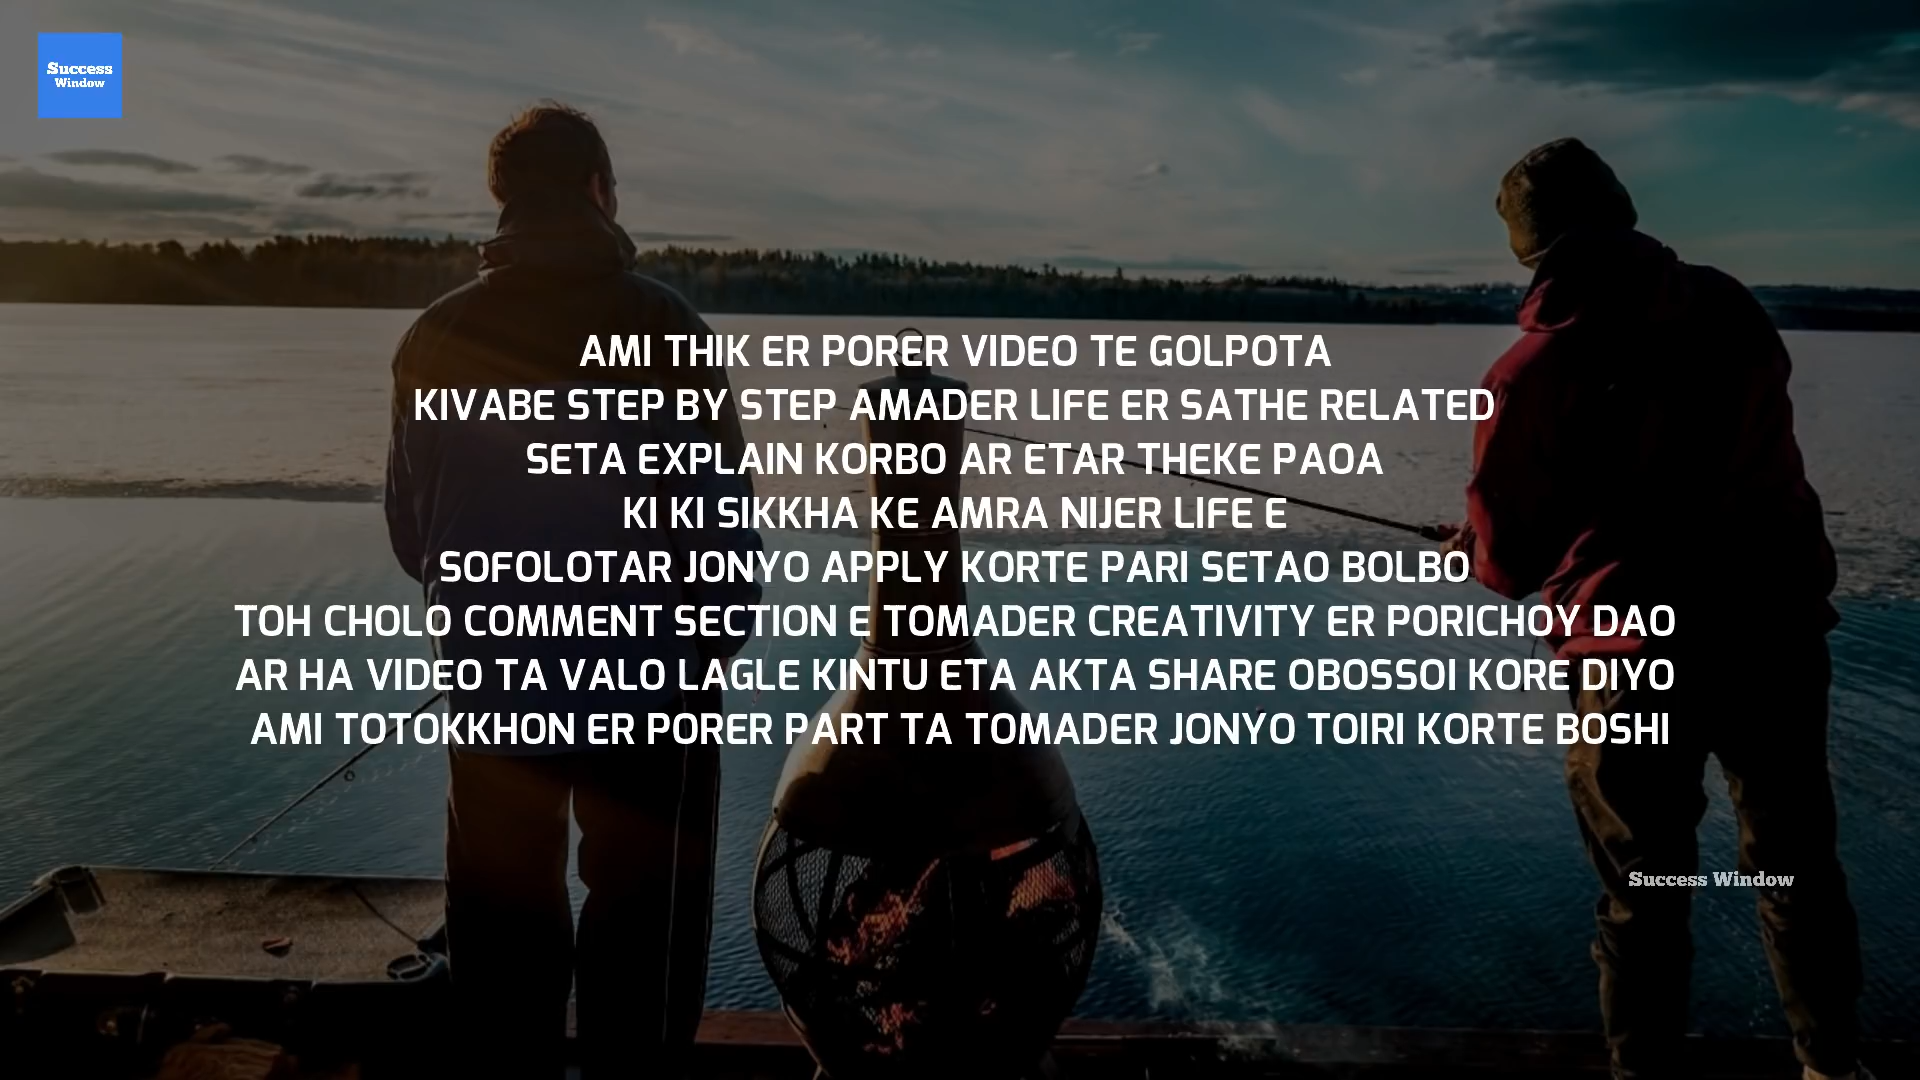 Success
Window
AMI THIK ER PORER VIDEO TE GOLPOTA
KIVABE STEP BY STEP AMADER LIFE ER SATHE RELATED
SETA EXPLAIN KORBO AR ETAR THEKE PAOA
KI KI SIKKHA KE AMRA NIJER LIFE E
SOFOLOTAR JONYO APPLY KORTE PARI SETAO BOLBO
TOH CHOLO COMMENT SECTION E TOMADER CREATIVITY ER PORICHOY DAO
AR HA VIDEO TA VALO LAGLE KINTU ETA AKTA SHARE OBOSSOI KORE DIYO
AMI TOTOKKHON ER PORER PART TA TOMADER JONYO TOIRI KORTE BOSHI
Success Window